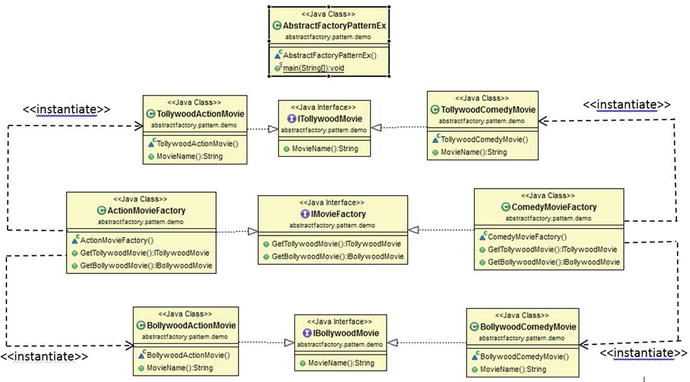 <<Java Class>>
AbstractFactoryPatternEx
abstractfactory.pattern.demo
AbstractFactoryPatternEx()
main(String[]):void
<<instantiate>>
<<Java Class>>
TollywoodActionMovie
abstractfactory.pattern.demo
TollywoodActionMovie()
MovieName():String
<<Java Interface>>
ITollywoodMovie
abstractfactory.pattern.demo
MovieName():String
<<Java Class>>
TollywoodComedyMovie
abstractfactory.pattern.demo
TollywoodComedyMovie()
MovieName():String
<<instantiate>>
<<Java Class>>
ActionMovieFactory
abstractfactory.pattern.demo
ActionMovieFactory()
GetTollywoodMovie():ITollywoodMovie
GetBollywoodMovie():IBollywoodMovie
<<Java Interface>>
IMovieFactory
abstractfactory.pattern.demo
GetTollywoodMovie():ITollywoodMovie
GetBollywoodMovie():IBollywoodMovie
<<Java Class>>
ComedyMovieFactory
abstractfactory.pattern.demo
ComedyMovieFactory()
GetTollywoodMovie():ITollywoodMovie
GetBollywoodMovie():IBollywoodMovie
<<instantiate>>
<<Java Class>>
BollywoodActionMovie
abstractfactory.pattern.demo
BollywoodActionMovie()
MovieName():String
<<Java Interface>>
IBollywoodMovie
abstractfactory.pattern.demo
MovieName():String
<<Java Class>>
BollywoodComedyMovie
abstractfactory.pattern.demo
BollywoodComedyMovie()
MovieName():String
<<instantiate>>